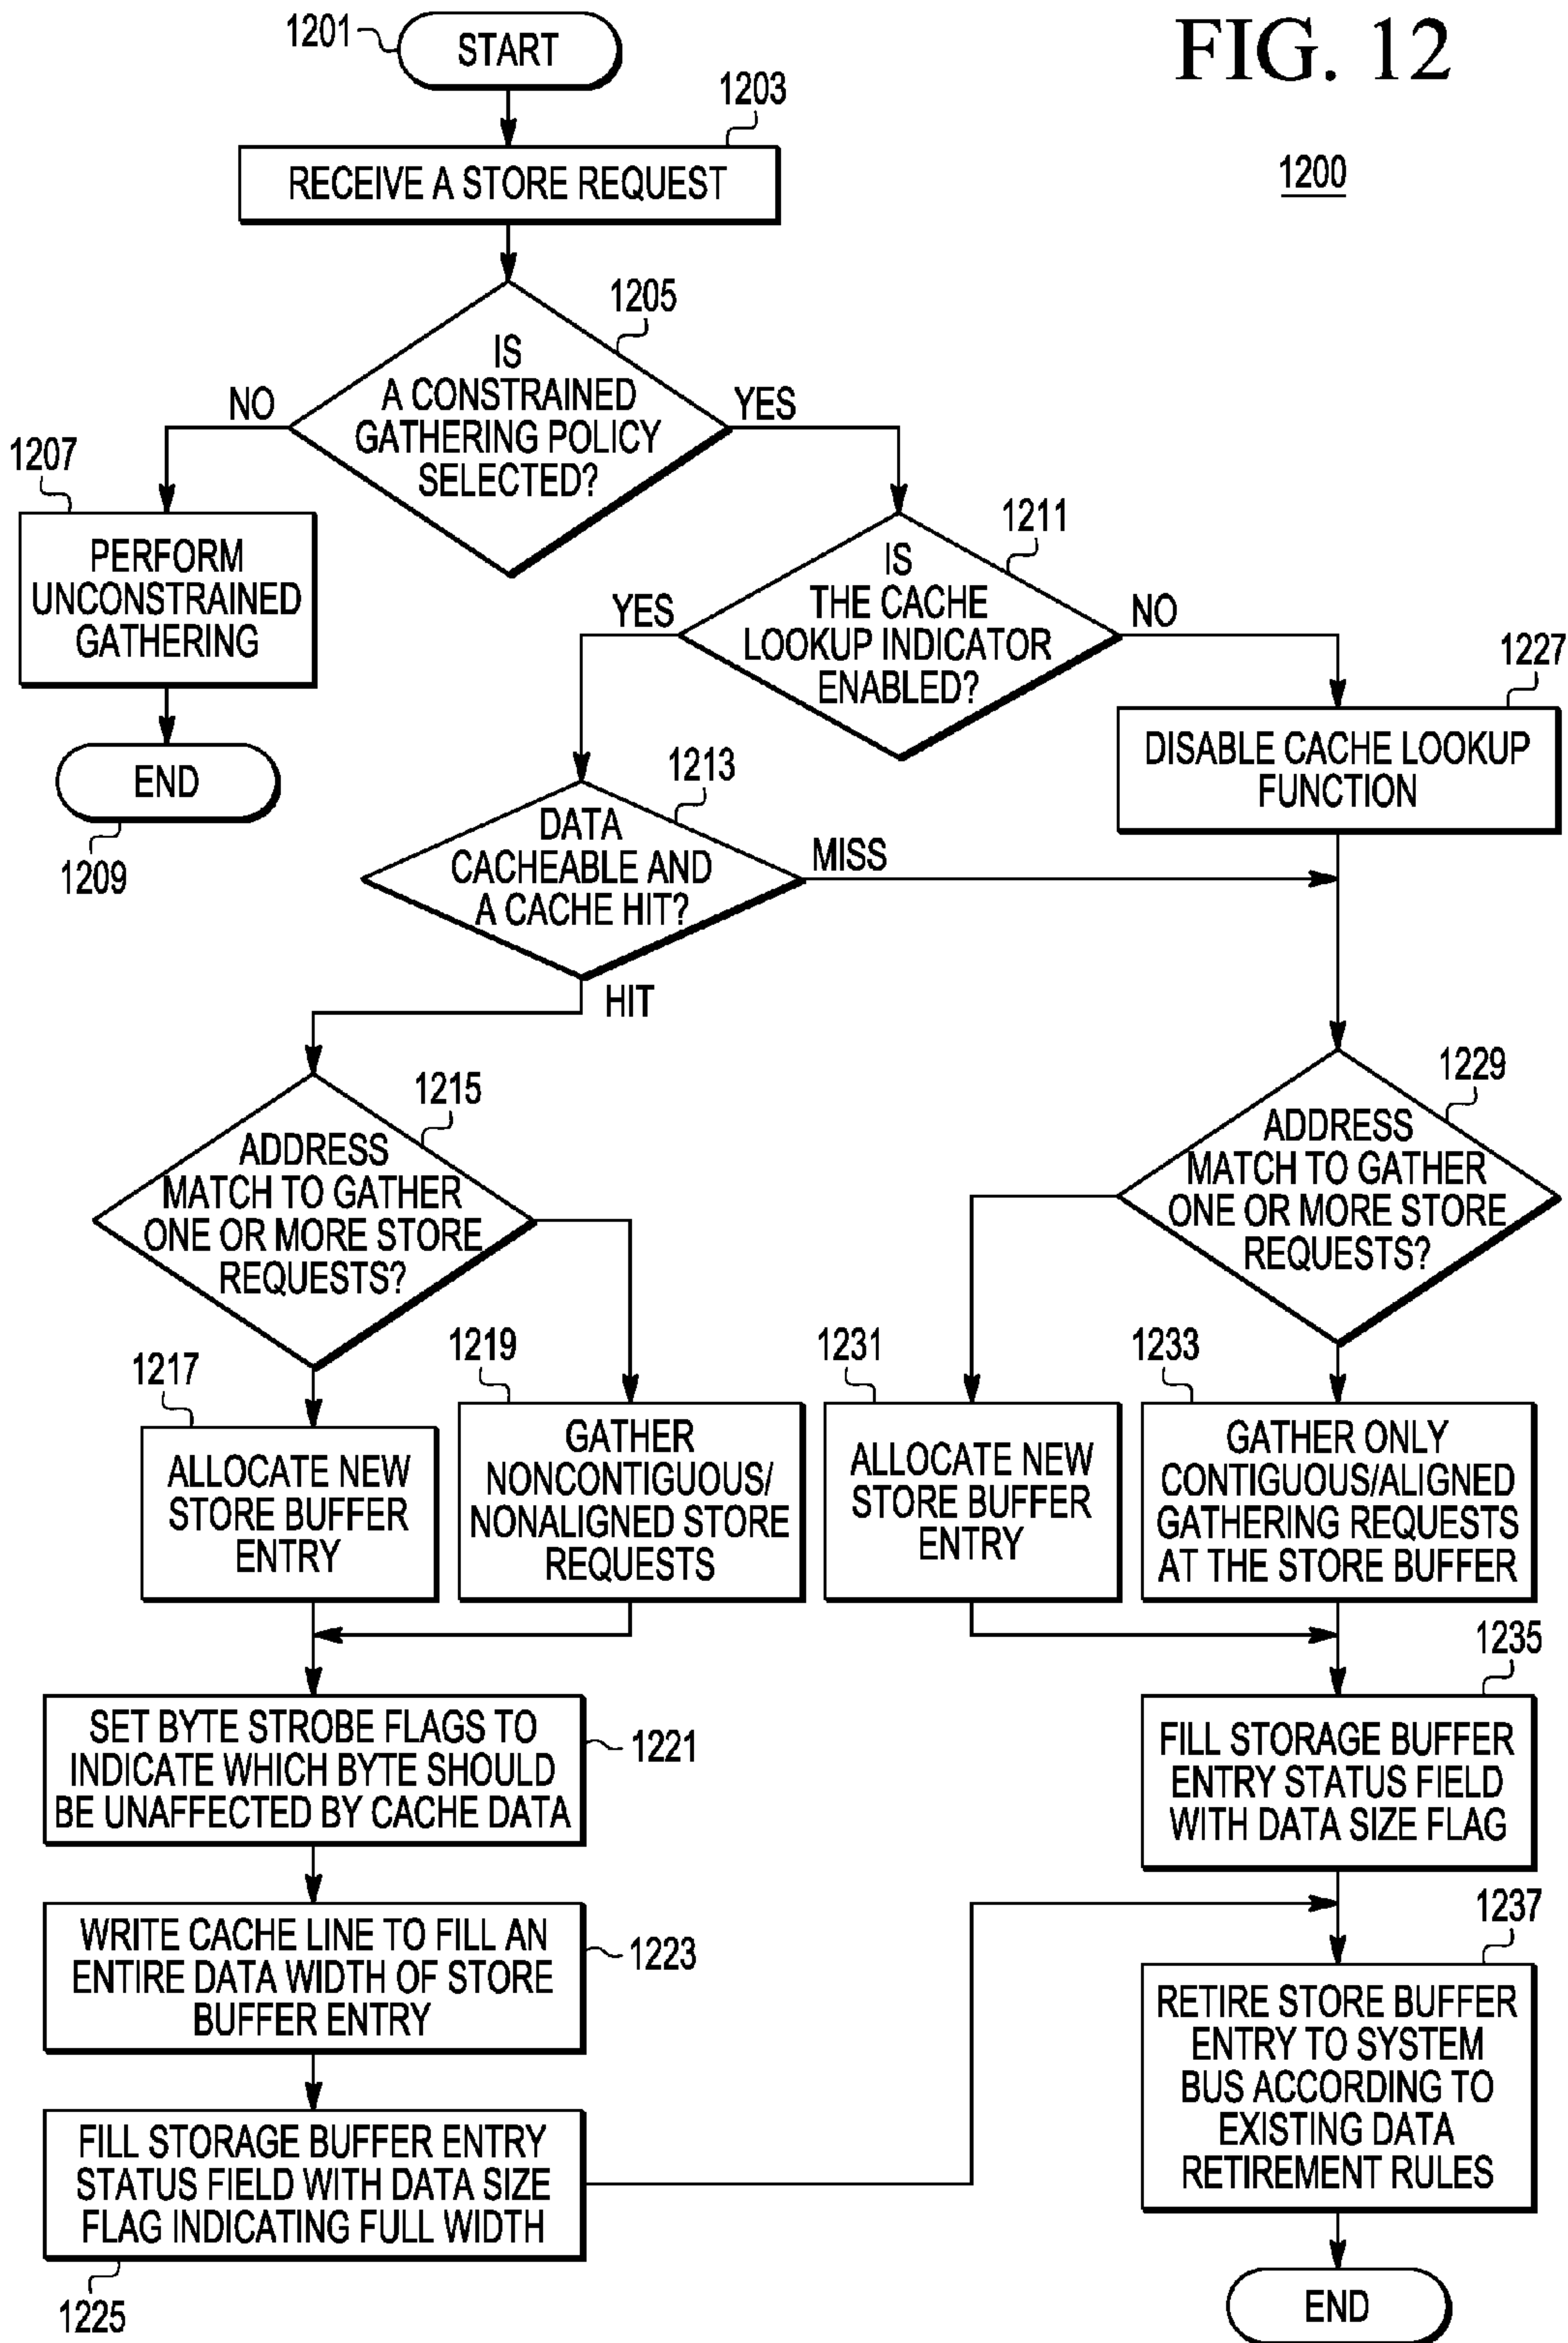 FIG. 12
1200
1201
START
1203
RECEIVE A STORE REQUEST
1205
IS
A CONSTRAINED
GATHERING POLICY
SELECTED?
NO
YES
1207
PERFORM
UNCONSTRAINED
GATHERING
END
1209
1211
IS
THE CACHE
LOOKUP INDICATOR
ENABLED?
YES
NO
1227
DISABLE CACHE LOOKUP
FUNCTION
1213
DATA
CACHEABLE AND
A CACHE HIT?
MISS
HIT
1215
ADDRESS
MATCH TO GATHER
ONE OR MORE STORE
REQUESTS?
1229
ADDRESS
MATCH TO GATHER
ONE OR MORE STORE
REQUESTS?
1217
ALLOCATE NEW
STORE BUFFER
ENTRY
1219
GATHER
NONCONTIGUOUS/
NONALIGNED STORE
REQUESTS
1231
ALLOCATE NEW
STORE BUFFER
ENTRY
1233
GATHER ONLY
CONTIGUOUS/ALIGNED
GATHERING REQUESTS
AT THE STORE BUFFER
SET BYTE STROBE FLAGS TO
INDICATE WHICH BYTE SHOULD
BE UNAFFECTED BY CACHE DATA
1221
1235
FILL STORAGE BUFFER
ENTRY STATUS FIELD
WITH DATA SIZE FLAG
WRITE CACHE LINE TO FILL AN
ENTIRE DATA WIDTH OF STORE
BUFFER ENTRY
1223
1237
RETIRE STORE BUFFER
ENTRY TO SYSTEM
BUS ACCORDING TO
EXISTING DATA
RETIREMENT RULES
FILL STORAGE BUFFER ENTRY
STATUS FIELD WITH DATA SIZE
FLAG INDICATING FULL WIDTH
1225
END